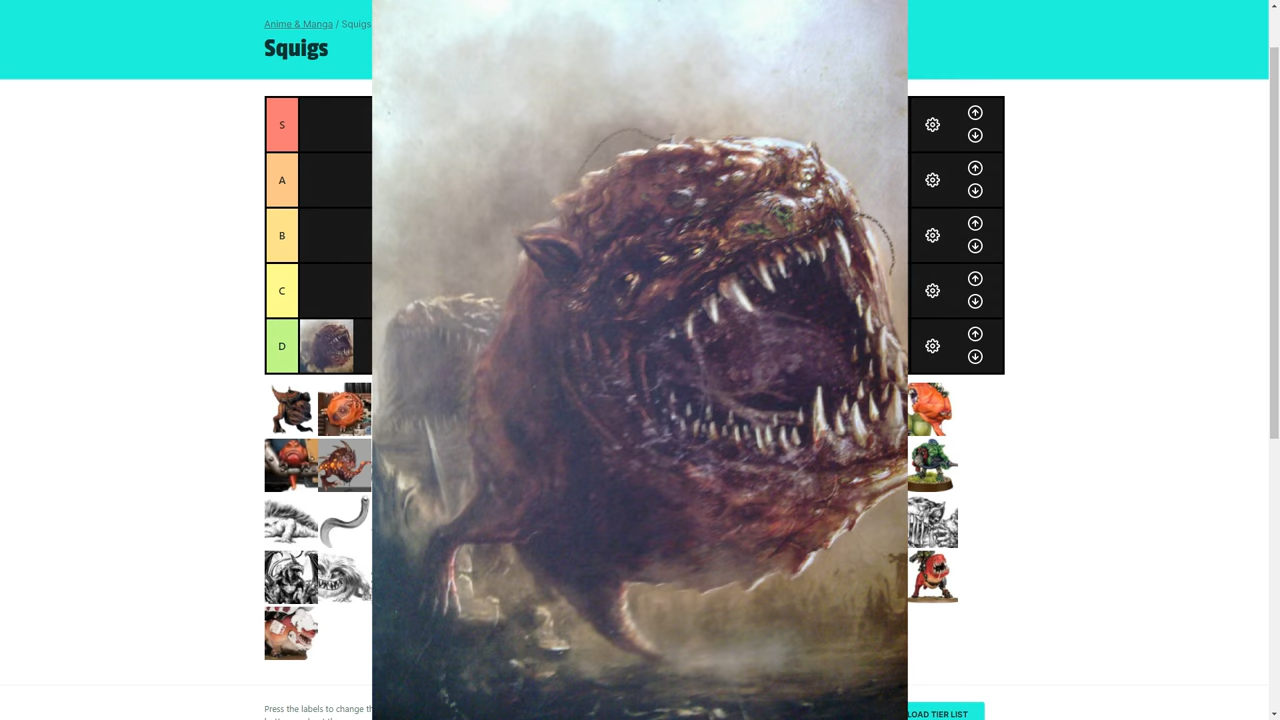 Anime & Manga / Squigs
Squigs
S
A
B
C
D
Press the labels to change th
LOAD TIER LIST